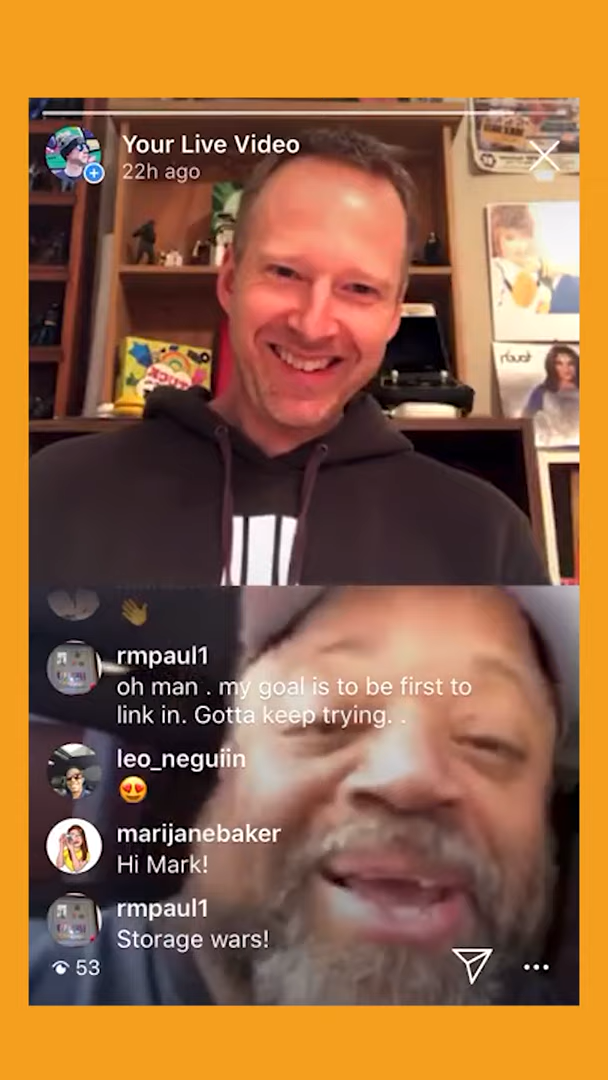 Your Live Video
22h ago
touch
rmpaul1
oh man . my goal is to be first to
link in. Gotta keep trying. .
leo_neguiin
😍
marijanebaker
Hi Mark!
rmpaul1
Storage wars!
53